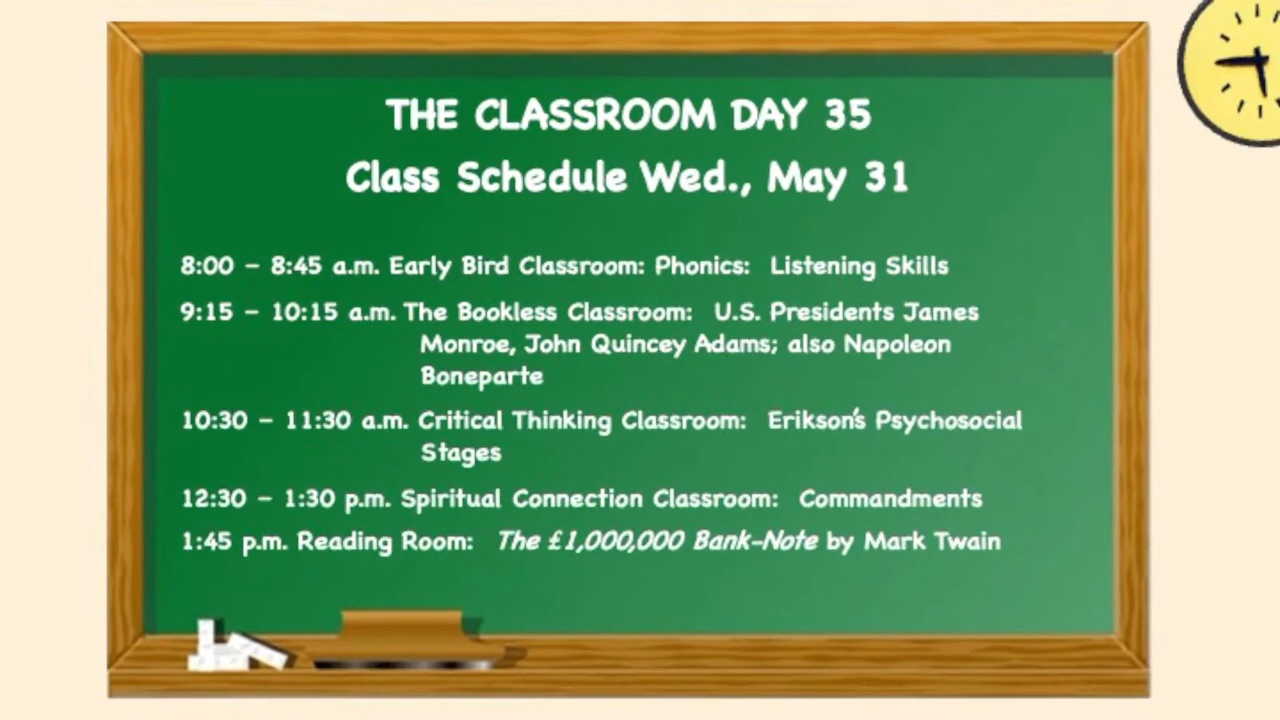 THE CLASSROOM DAY 35
Class Schedule Wed., May 31
8:00 – 8:45 a.m. Early Bird Classroom: Phonics: Listening Skills
9:15 – 10:15 a.m. The Bookless Classroom: U.S. Presidents James
Monroe, John Quincey Adams; also Napoleon
Boneparte
10:30 – 11:30 a.m. Critical Thinking Classroom: Erikson's Psychosocial
Stages
12:30 – 1:30 p.m. Spiritual Connection Classroom: Commandments
1:45 p.m. Reading Room: The £1,000,000 Bank-Note by Mark Twain